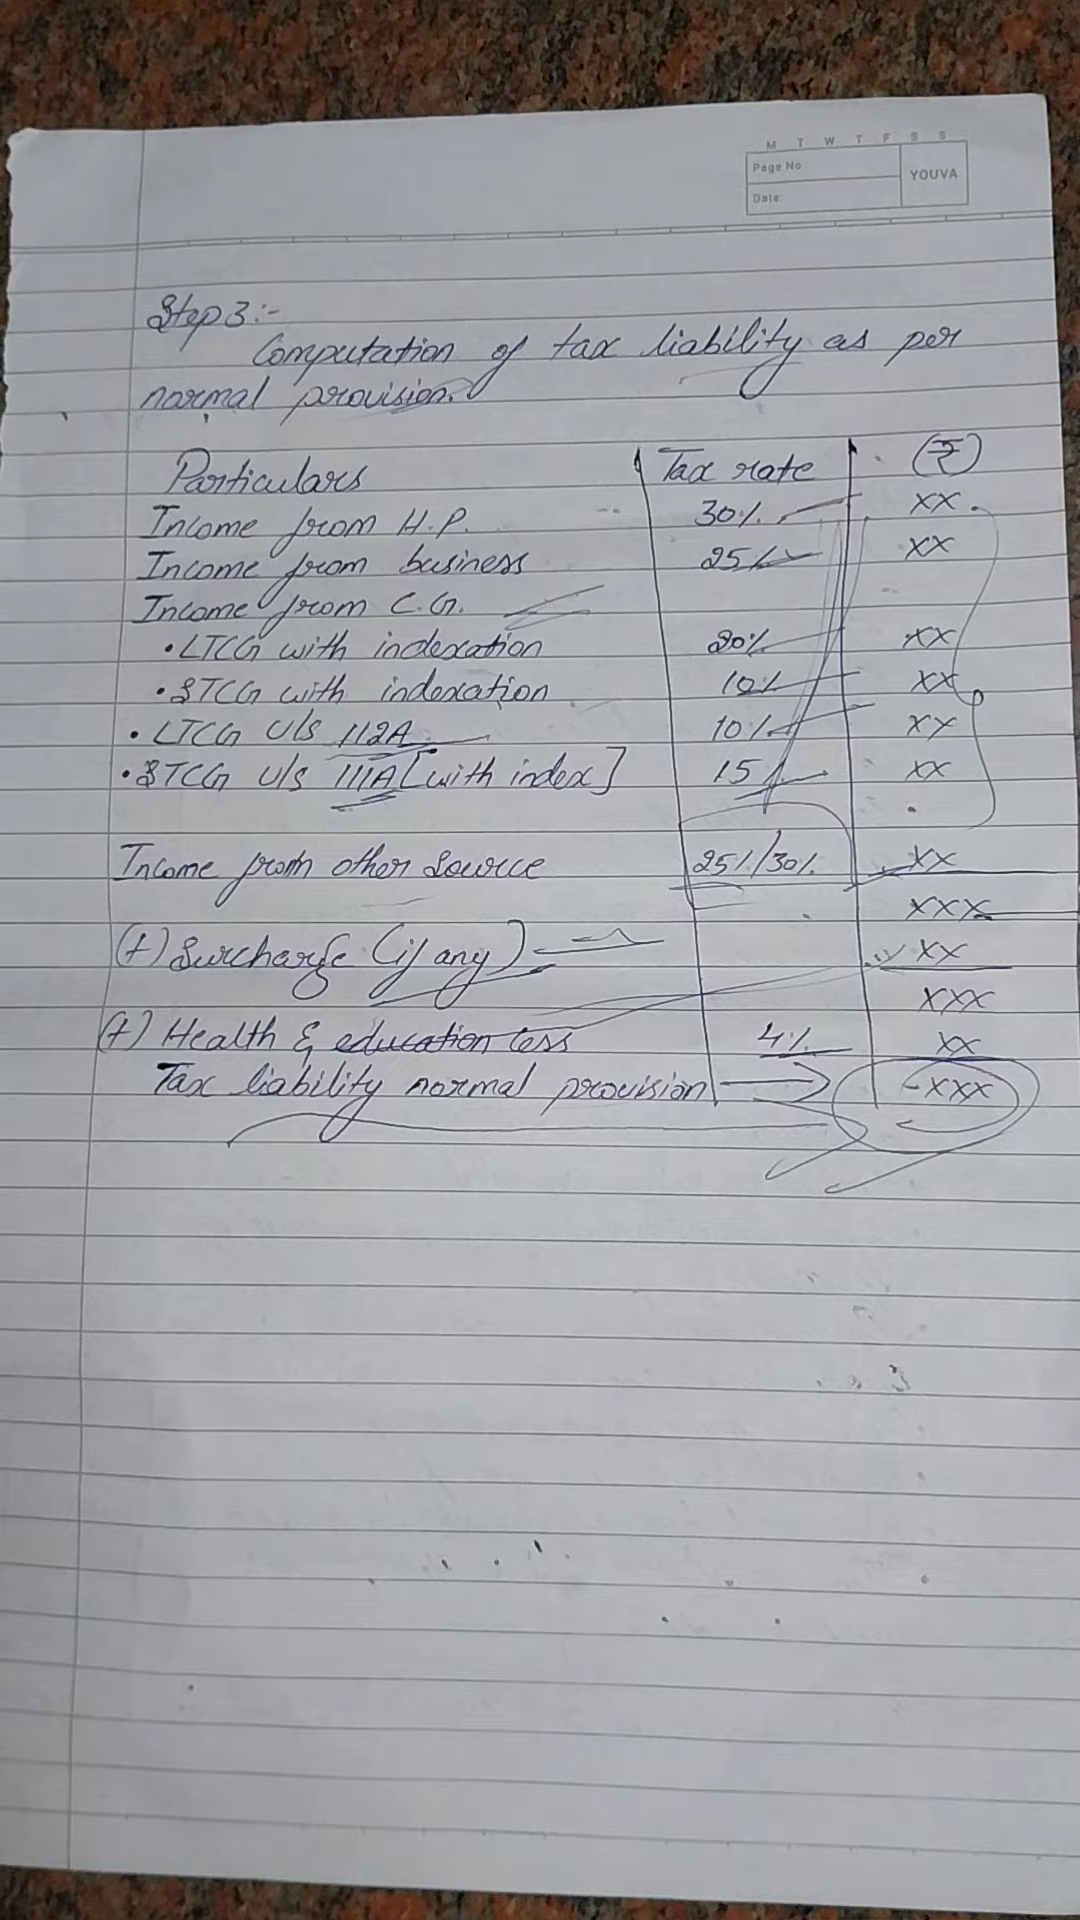 M T W T F S S
Page No
YOUVA
Date:
Step 3:-
Computation of tax liability as per
normal provision.
Particulars Tax rate (₹)
Income from H.P. 30% XX
Income from business 25% XX
Income from C.G.
• LTCG with indexation 20% XX
• STCG with indexation 10% XX
• LTCG U/s 112A 10% XX
• STCG U/s 111A [with index] 15% XX
Income from other source 25%/30% XX
XXX
(+) Surcharge (if any) XX
XXX
(+) Health & education cess 4% XX
Tax liability normal provision → XXX